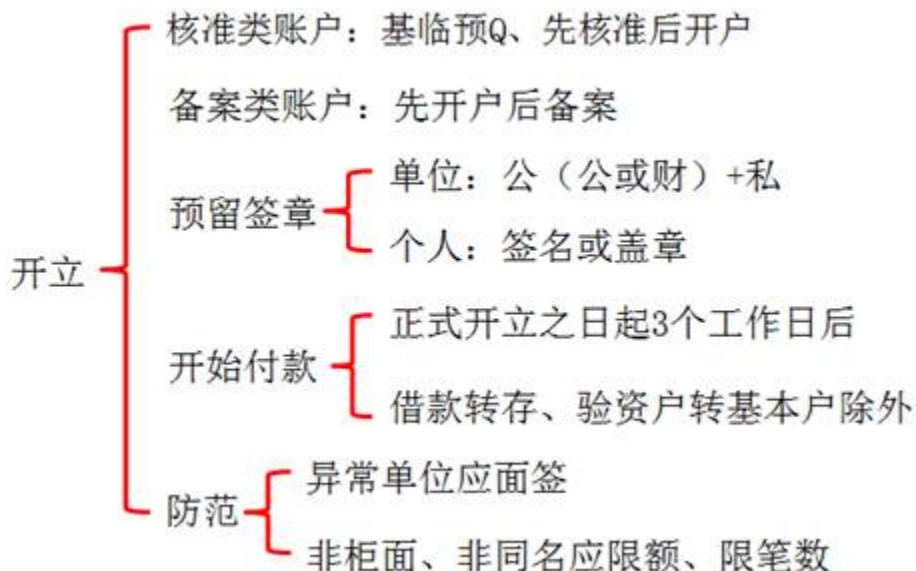 核准类账户：基临预Q、先核准后开户
备案类账户：先开户后备案
单位：公（公或财）+私
预留签章
个人：签名或盖章
开立
正式开立之日起3个工作日后
开始付款
借款转存、验资户转基本户除外
异常单位应面签
防范
非柜面、非同名应限额、限笔数